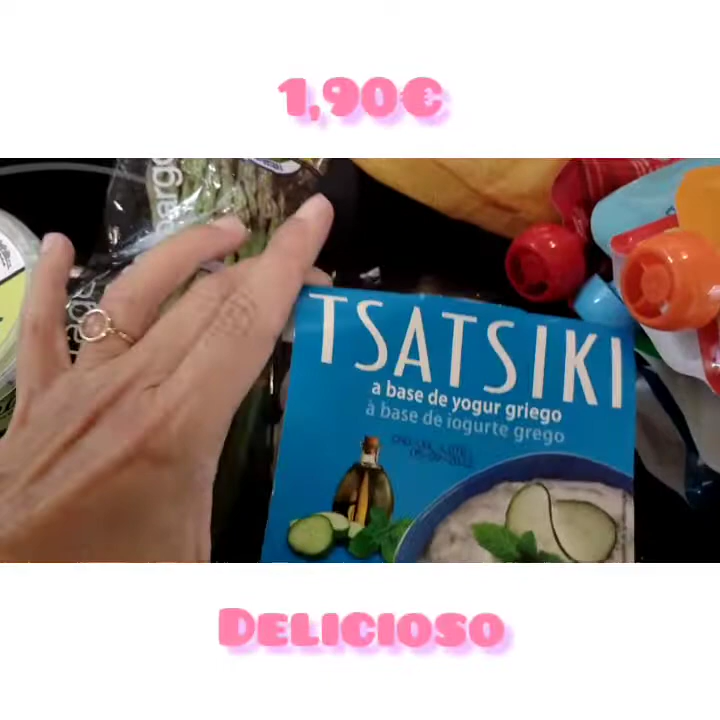 1,90€
TSATSIKI
a base de yogur griego
à base de iogurte grego
DELICIOSO